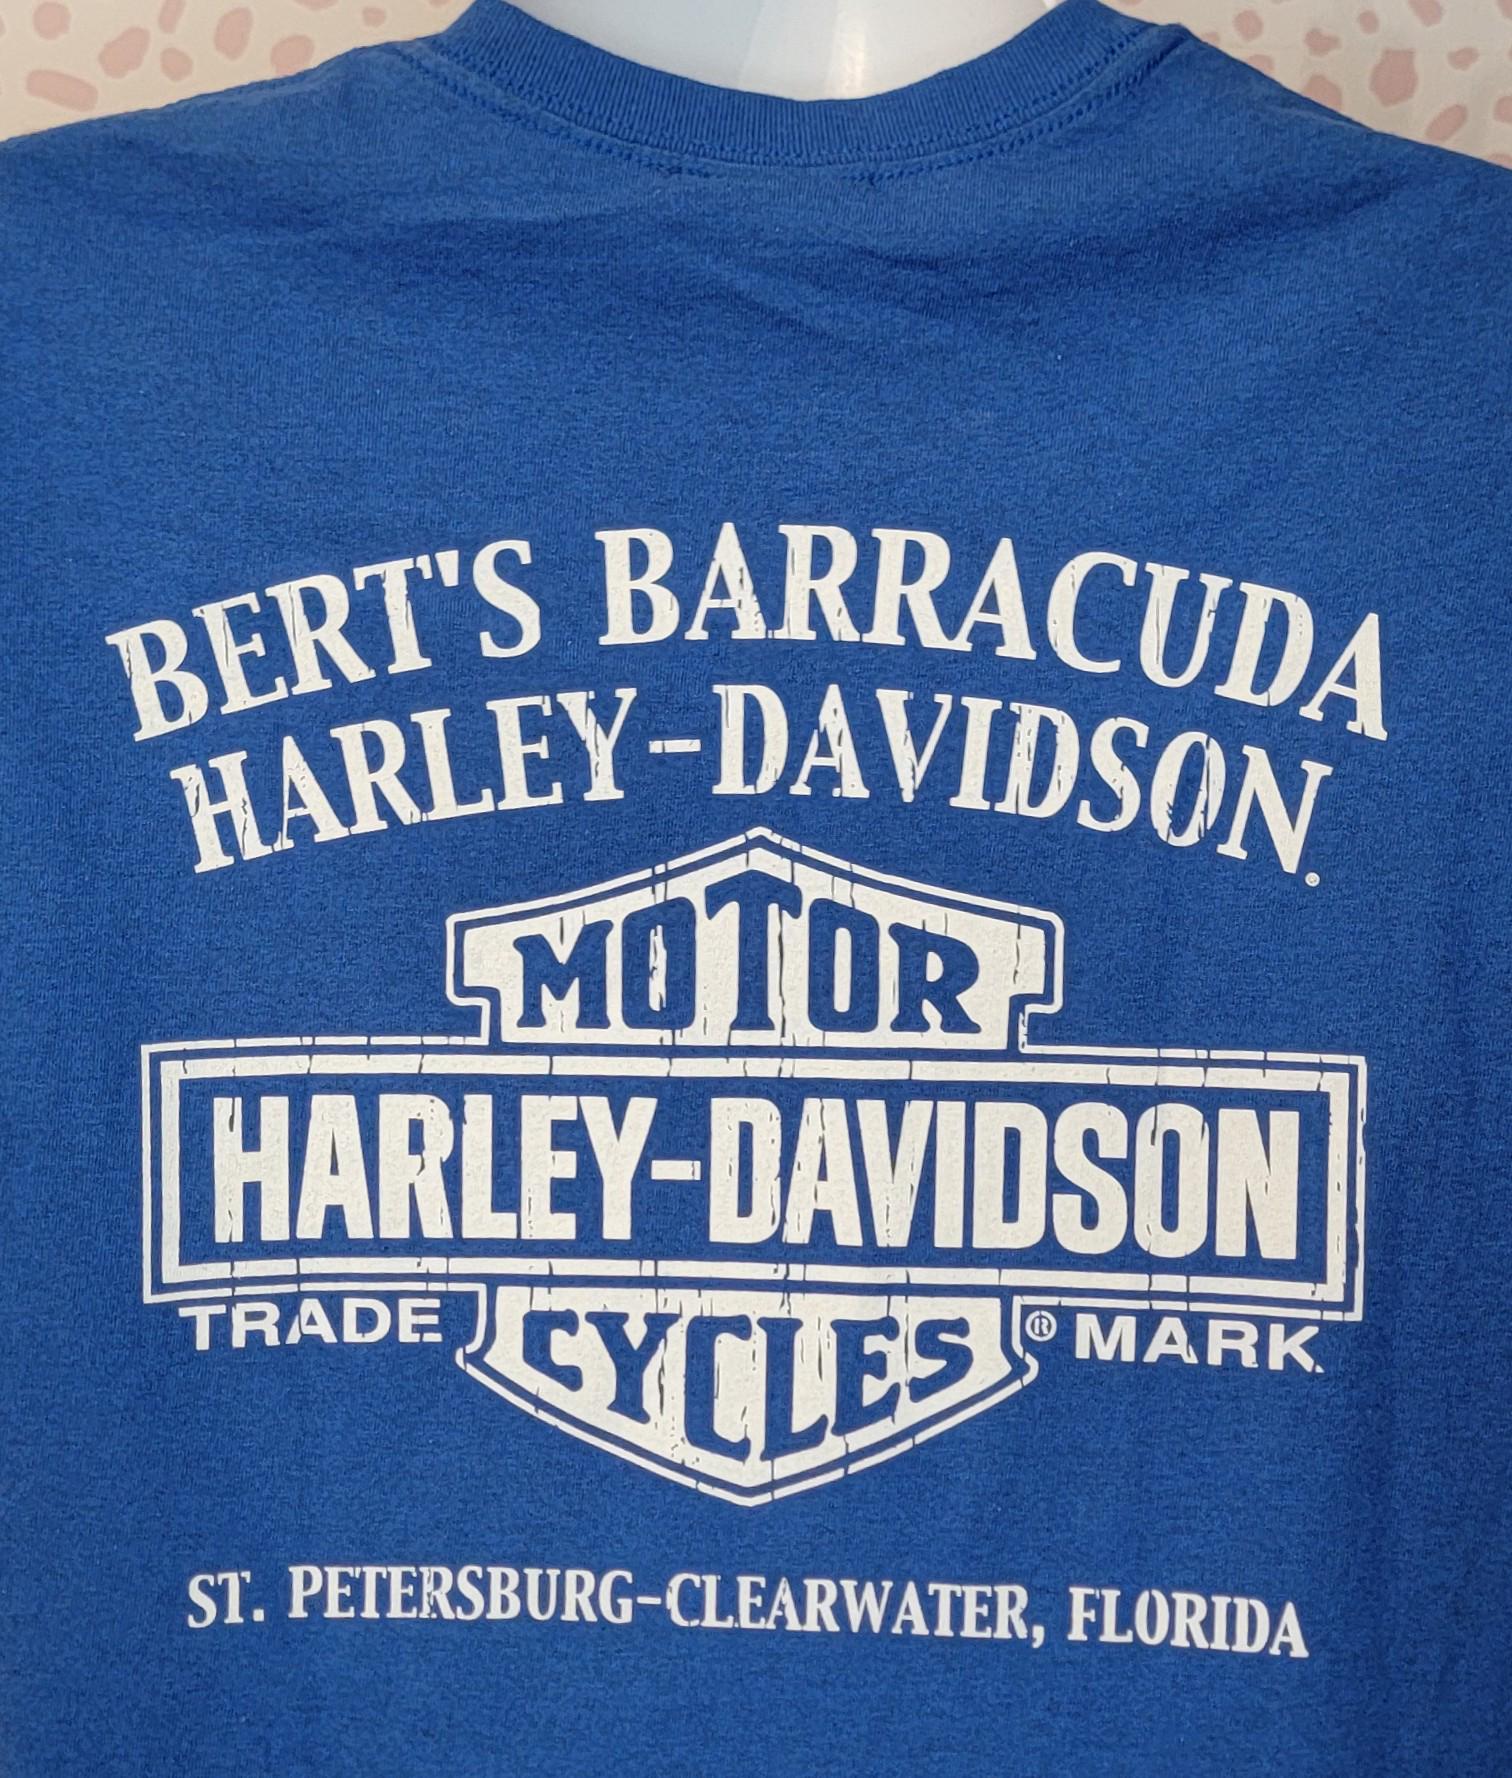 BERT'S BARRACUDA
HARLEY-DAVIDSON®
MOTOR
HARLEY-DAVIDSON
TRADE CYCLES ® MARK
ST. PETERSBURG-CLEARWATER, FLORIDA